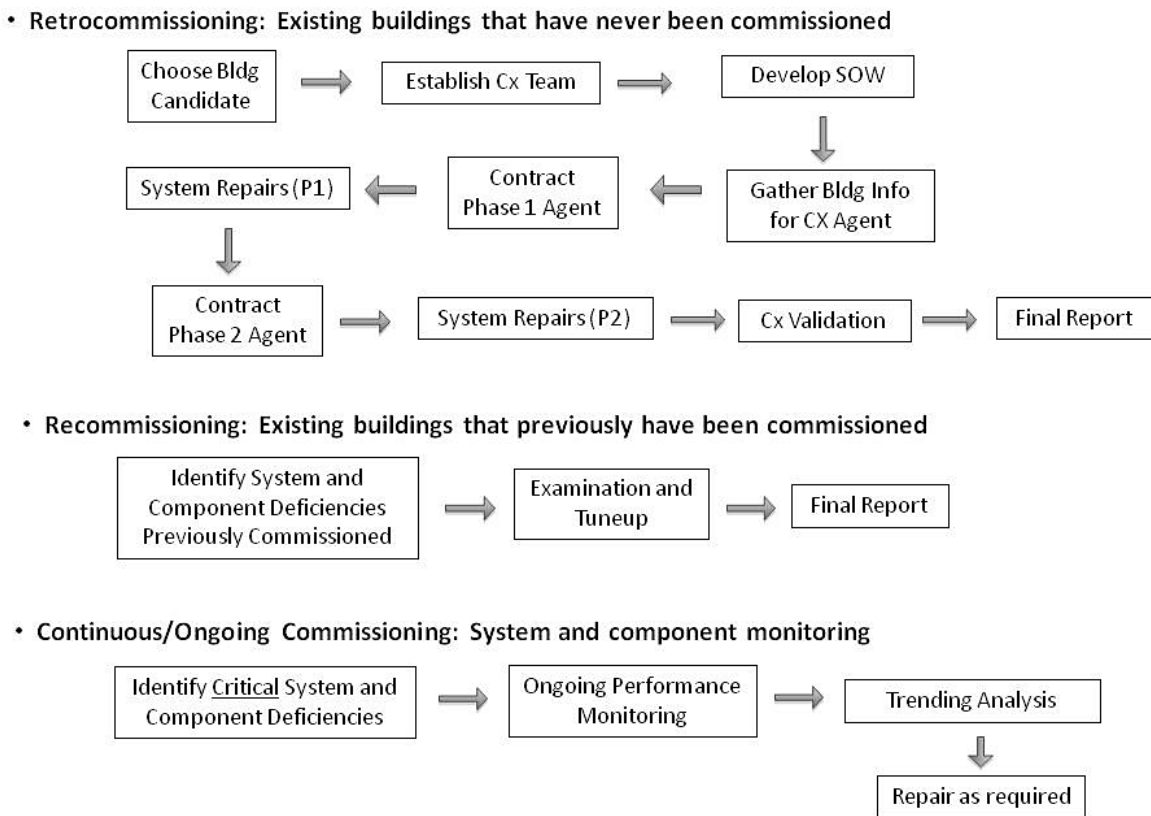 • Retrocommissioning: Existing buildings that have never been commissioned
Choose Bldg
Candidate
Establish Cx Team
Develop SOW
Gather Bldg Info
for CX Agent
Contract
Phase 1 Agent
System Repairs (P1)
Contract
Phase 2 Agent
System Repairs (P2)
Cx Validation
Final Report
• Recommissioning: Existing buildings that previously have been commissioned
Identify System and
Component Deficiencies
Previously Commissioned
Examination and
Tuneup
Final Report
• Continuous/Ongoing Commissioning: System and component monitoring
Identify Critical System and
Component Deficiencies
Ongoing Performance
Monitoring
Trending Analysis
Repair as required